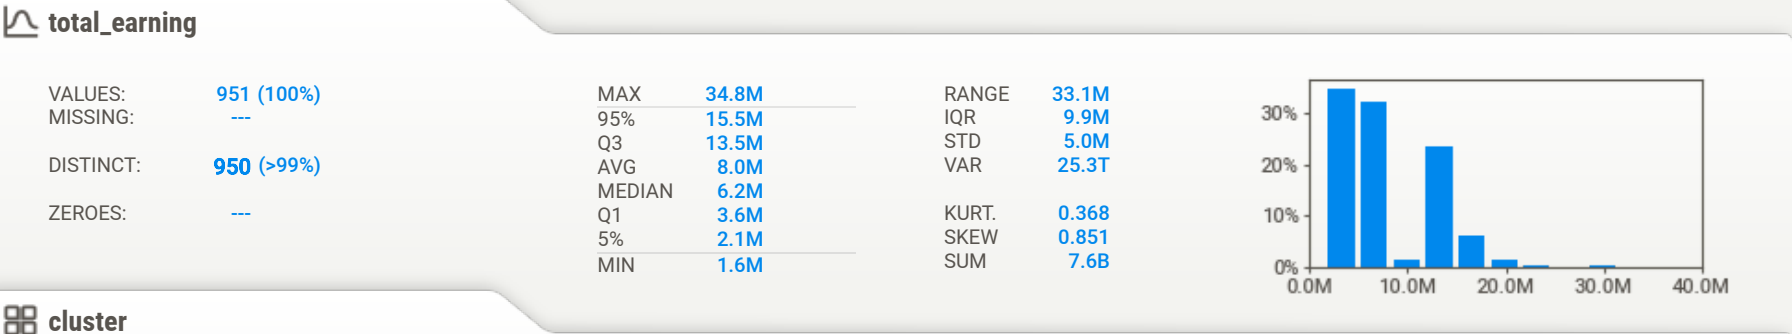 total_earning
VALUES: 951 (100%)
MISSING: ---
DISTINCT: 950 (>99%)
ZEROES: ---
MAX 34.8M
95% 15.5M
Q3 13.5M
AVG 8.0M
MEDIAN 6.2M
Q1 3.6M
5% 2.1M
MIN 1.6M
RANGE 33.1M
IQR 9.9M
STD 5.0M
VAR 25.3T
KURT. 0.368
SKEW 0.851
SUM 7.6B
30%
20%
10%
0%
0.0M 10.0M 20.0M 30.0M 40.0M
cluster